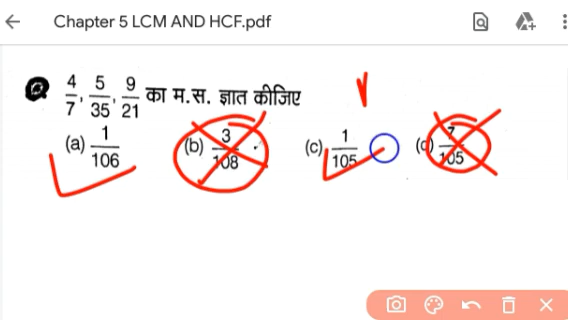 Chapter 5 LCM AND HCF.pdf
Q 4/7, 5/35, 9/21 का म.स. ज्ञात कीजिए
(a) 1/106 (b) 3/108 (c) 1/105 (d) 7/105